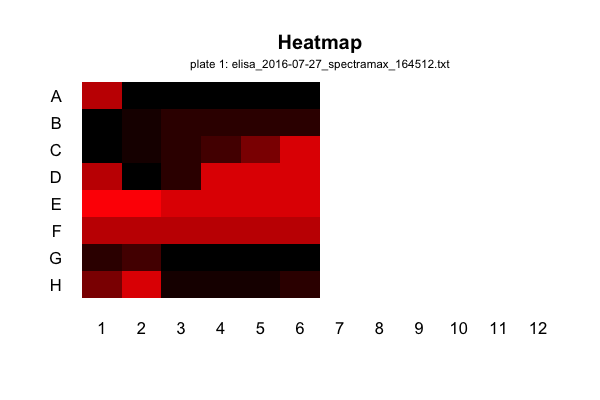 Heatmap
plate 1: elisa_2016-07-27_spectramax_164512.txt
A
B
C
D
E
F
G
H
1 2 3 4 5 6 7 8 9 10 11 12